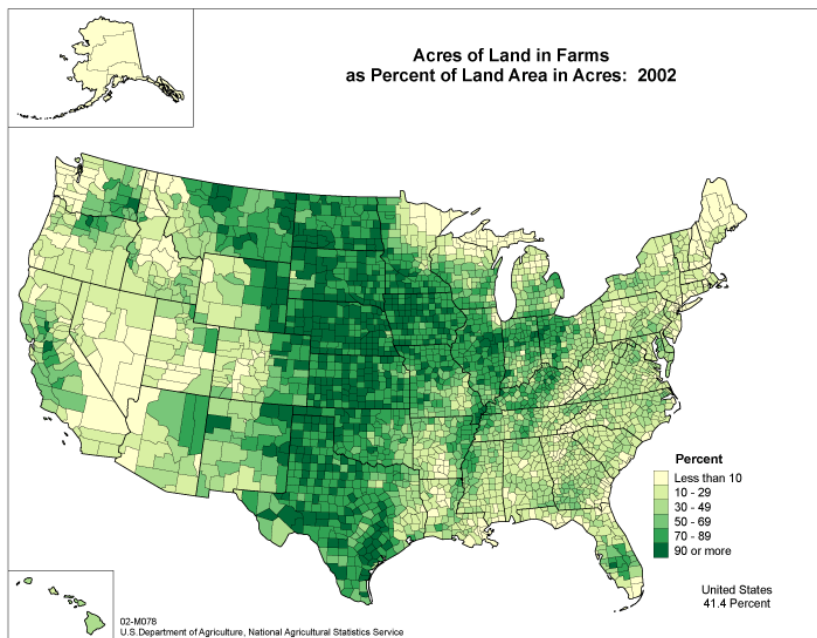 Acres of Land in Farms
as Percent of Land Area in Acres: 2002
Percent
Less than 10
10 - 29
30 - 49
50 - 69
70 - 89
90 or more
United States
41.4 Percent
02-M078
U.S. Department of Agriculture, National Agricultural Statistics Service